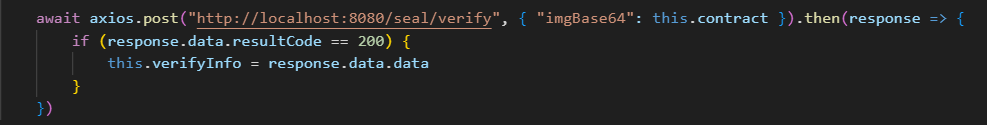 await axios.post("http://localhost:8080/seal/verify", { "imgBase64": this.contract }).then(response => {
    if (response.data.resultCode == 200) {
        this.verifyInfo = response.data.data
    }
})